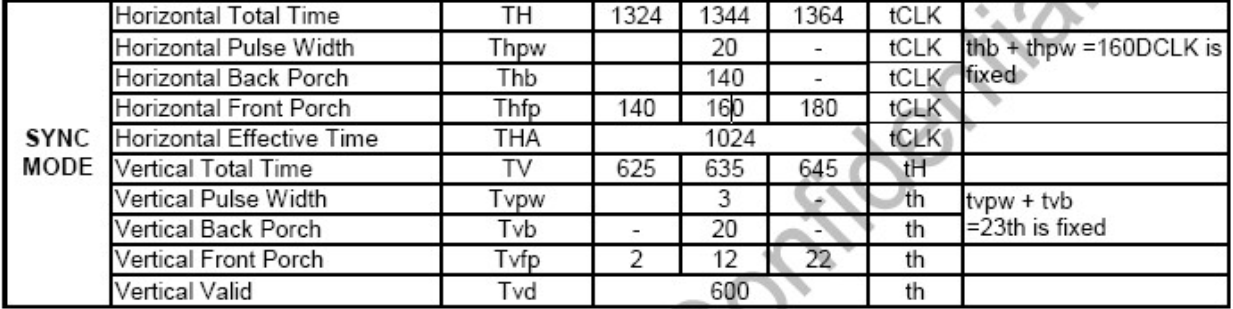 Horizontal Total Time TH 1324 1344 1364 tCLK
Horizontal Pulse Width Thpw 20 - tCLK thb + thpw =160DCLK is
Horizontal Back Porch Thb 140 - tCLK fixed
Horizontal Front Porch Thfp 140 160 180 tCLK
SYNC Horizontal Effective Time THA 1024 tCLK
MODE Vertical Total Time TV 625 635 645 tH
Vertical Pulse Width Tvpw 3 - th tvpw + tvb
Vertical Back Porch Tvb - 20 - th =23th is fixed
Vertical Front Porch Tvfp 2 12 22 th
Vertical Valid Tvd 600 th
Confidential